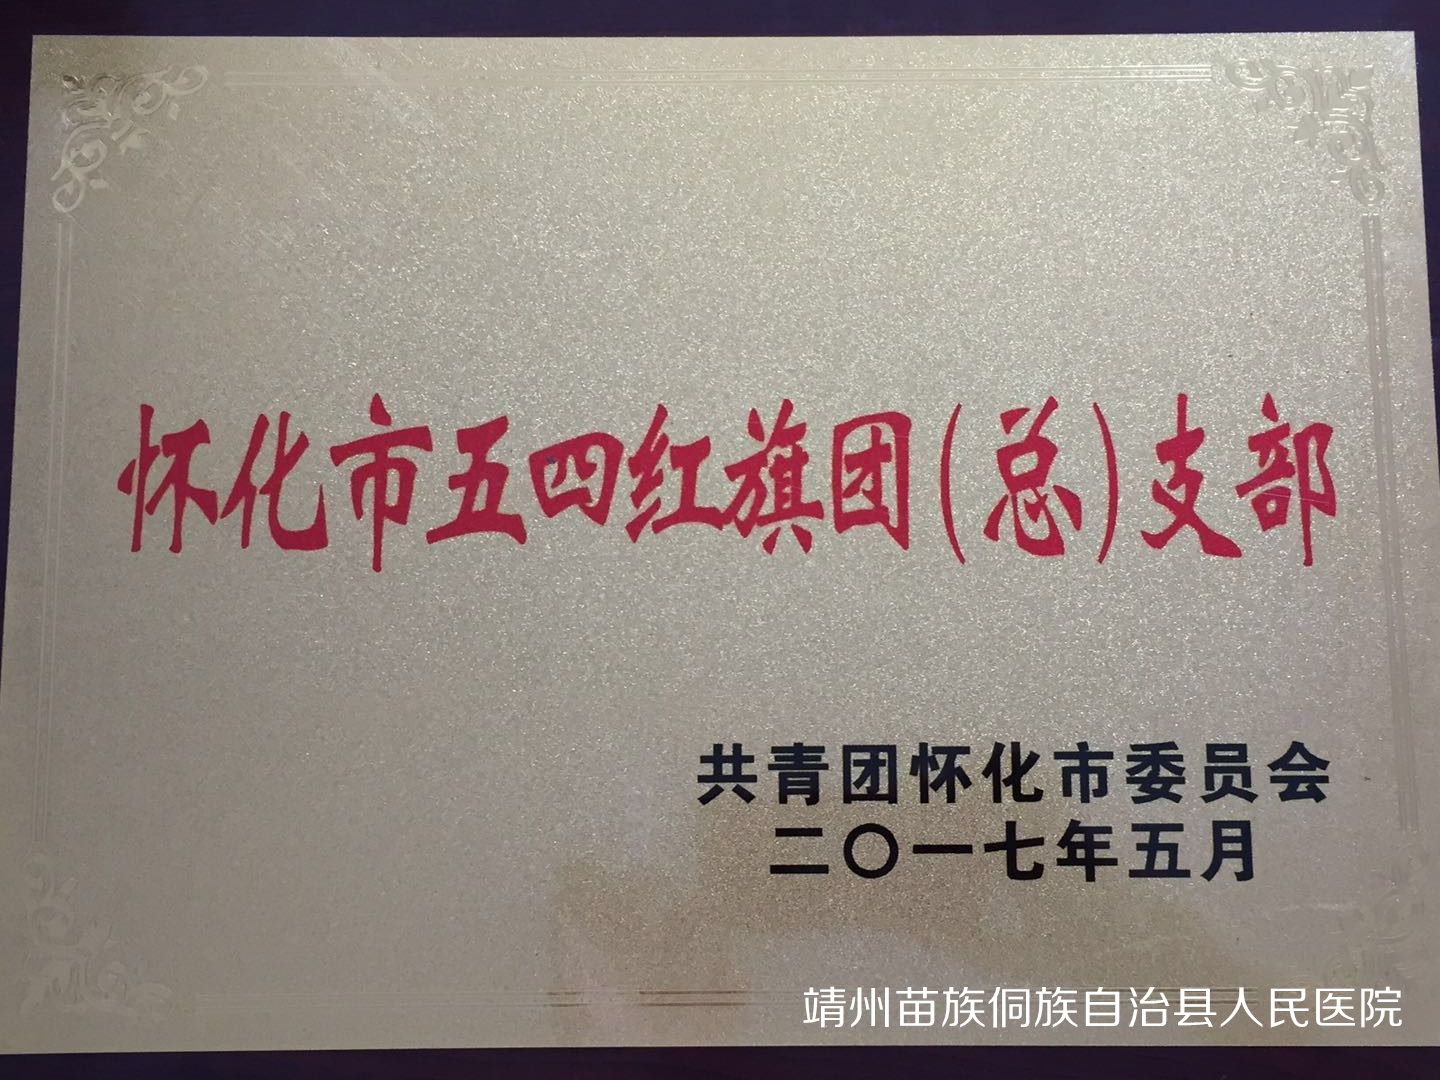 怀化市五四红旗团(总)支部
共青团怀化市委员会
二〇一七年五月
靖州苗族侗族自治县人民医院